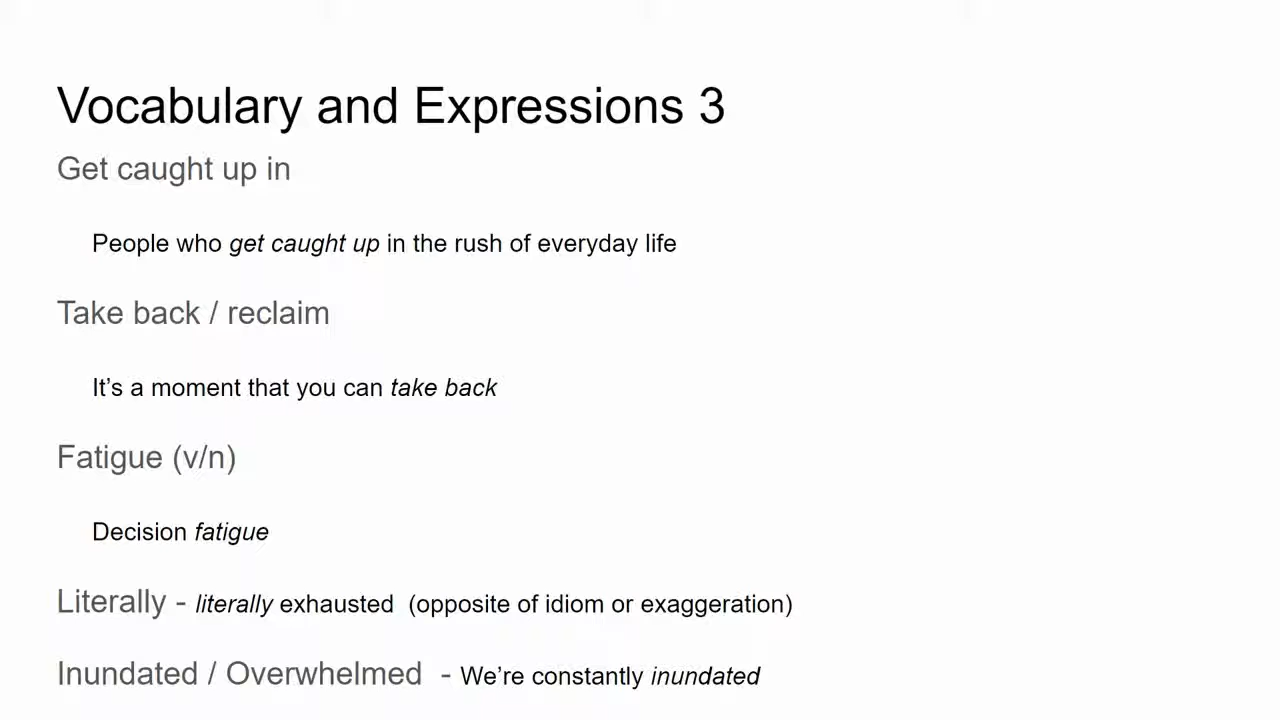 Vocabulary and Expressions 3
Get caught up in
People who get caught up in the rush of everyday life
Take back / reclaim
It’s a moment that you can take back
Fatigue (v/n)
Decision fatigue
Literally - literally exhausted  (opposite of idiom or exaggeration)
Inundated / Overwhelmed  - We’re constantly inundated